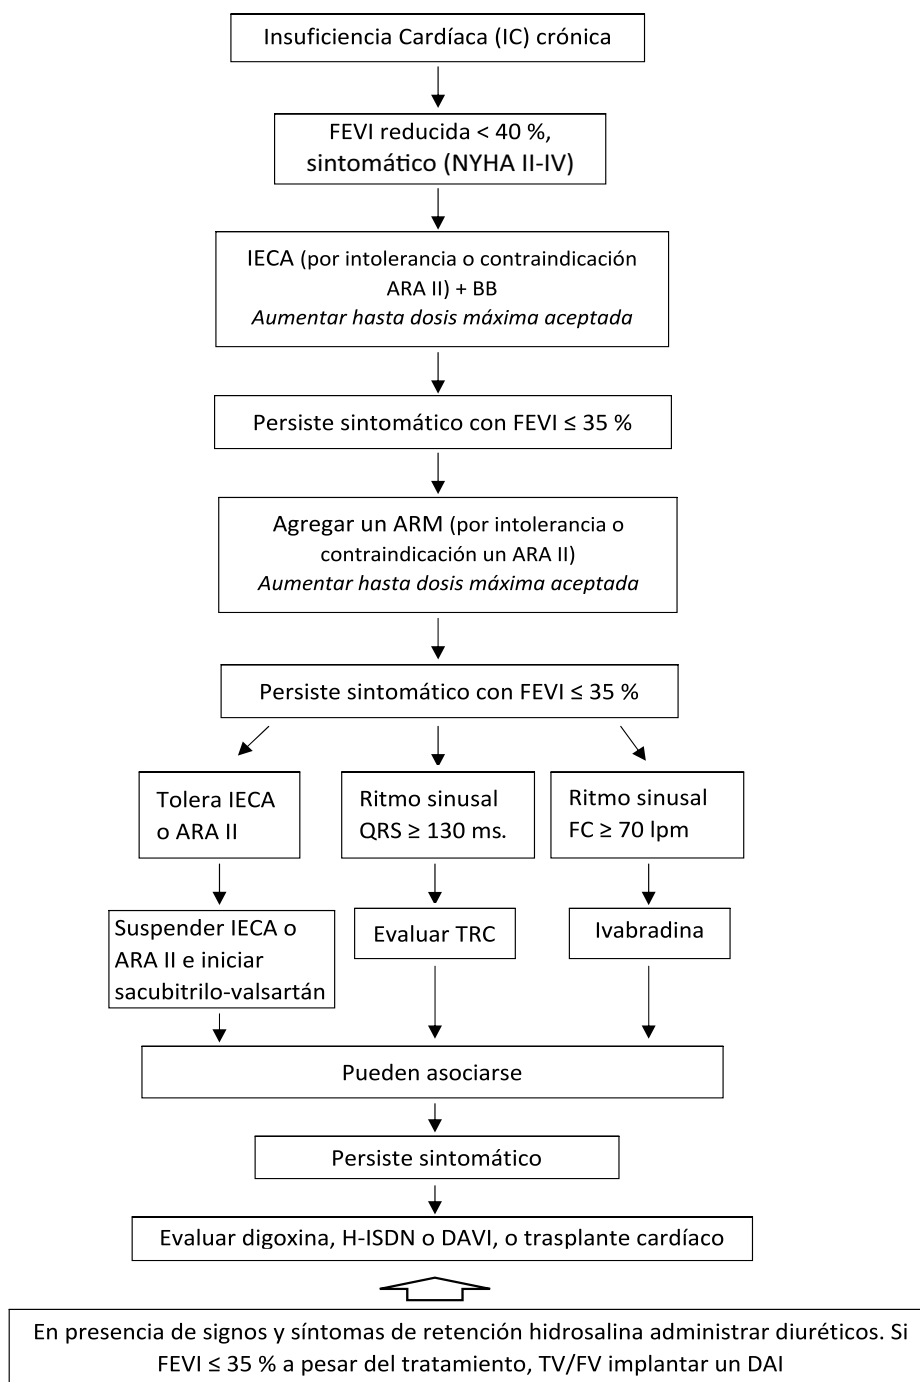 Insuficiencia Cardíaca (IC) crónica
FEVI reducida < 40 %,
sintomático (NYHA II-IV)
IECA (por intolerancia o contraindicación
ARA II) + BB
Aumentar hasta dosis máxima aceptada
Persiste sintomático con FEVI ≤ 35 %
Agregar un ARM (por intolerancia o
contraindicación un ARA II)
Aumentar hasta dosis máxima aceptada
Persiste sintomático con FEVI ≤ 35 %
Tolera IECA
o ARA II
Ritmo sinusal
QRS ≥ 130 ms.
Ritmo sinusal
FC ≥ 70 lpm
Suspender IECA o
ARA II e iniciar
sacubitrilo-valsartán
Evaluar TRC
Ivabradina
Pueden asociarse
Persiste sintomático
Evaluar digoxina, H-ISDN o DAVI, o trasplante cardíaco
En presencia de signos y síntomas de retención hidrosalina administrar diuréticos. Si
FEVI ≤ 35 % a pesar del tratamiento, TV/FV implantar un DAI